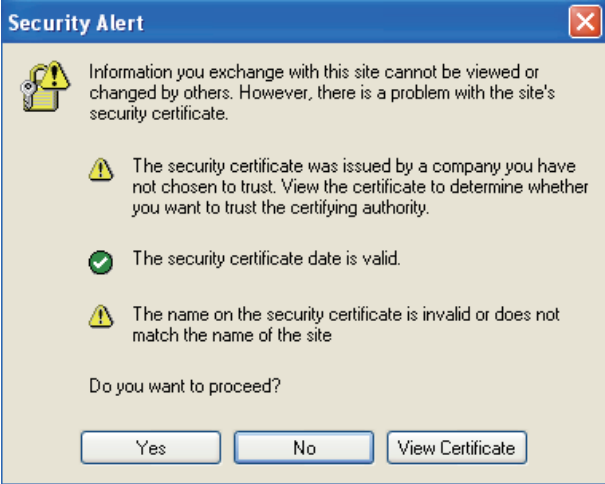 Security Alert
Information you exchange with this site cannot be viewed or
changed by others. However, there is a problem with the site's
security certificate.
The security certificate was issued by a company you have
not chosen to trust. View the certificate to determine whether
you want to trust the certifying authority.
The security certificate date is valid.
The name on the security certificate is invalid or does not
match the name of the site
Do you want to proceed?
Yes No View Certificate